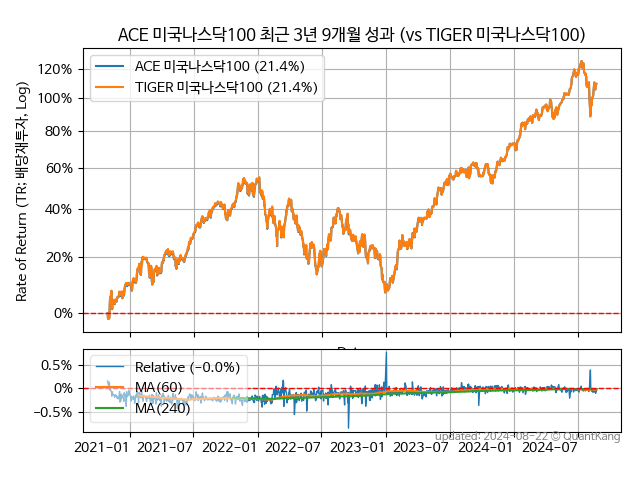 ACE 미국나스닥100 최근 3년 9개월 성과 (vs TIGER 미국나스닥100)
ACE 미국나스닥100 (21.4%)
TIGER 미국나스닥100 (21.4%)
Rate of Return (TR: 배당재투자, Log)
120%
100%
80%
60%
40%
20%
0%
Relative (−0.0%)
MA(60)
MA(240)
0.5%
0%
−0.5%
2021−01 2021−07 2022−01 2022−07 2023−01 2023−07 2024−01 2024−07
updated: 2024-08-22 © QuantKang